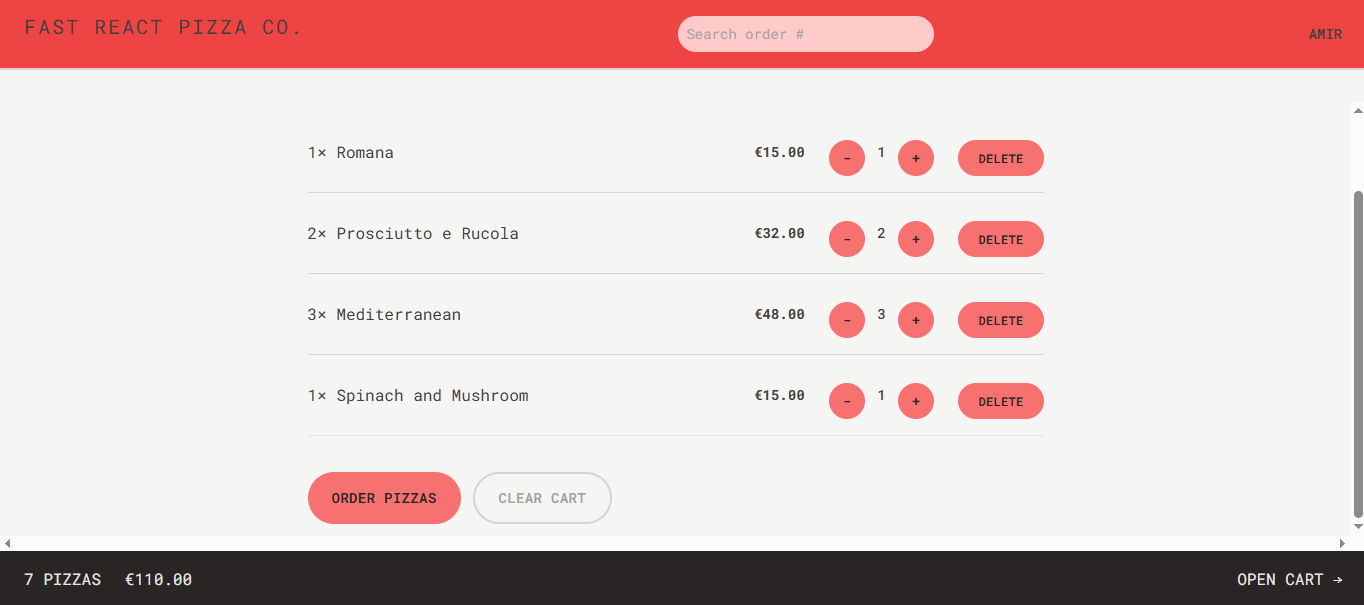 FAST REACT PIZZA CO.
Search order #
AMIR
1× Romana €15.00 - 1 + DELETE
2× Prosciutto e Rucola €32.00 - 2 + DELETE
3× Mediterranean €48.00 - 3 + DELETE
1× Spinach and Mushroom €15.00 - 1 + DELETE
ORDER PIZZAS CLEAR CART
7 PIZZAS €110.00 OPEN CART →